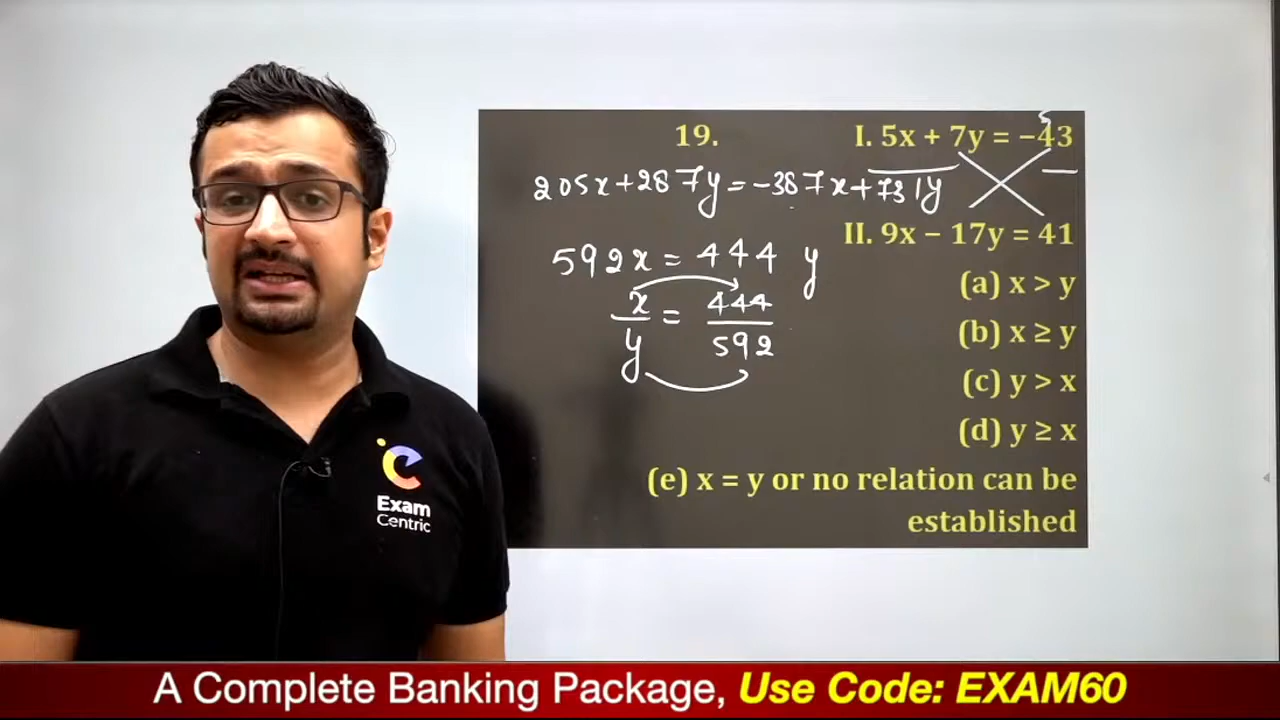 19. I. 5x + 7y = −43
205x+287y=-387x+731y
II. 9x − 17y = 41
592x = 444 y
(a) x > y
x/y = 444/592
(b) x ≥ y
(c) y > x
(d) y ≥ x
(e) x = y or no relation can be
established
Exam
Centric
A Complete Banking Package, Use Code: EXAM60